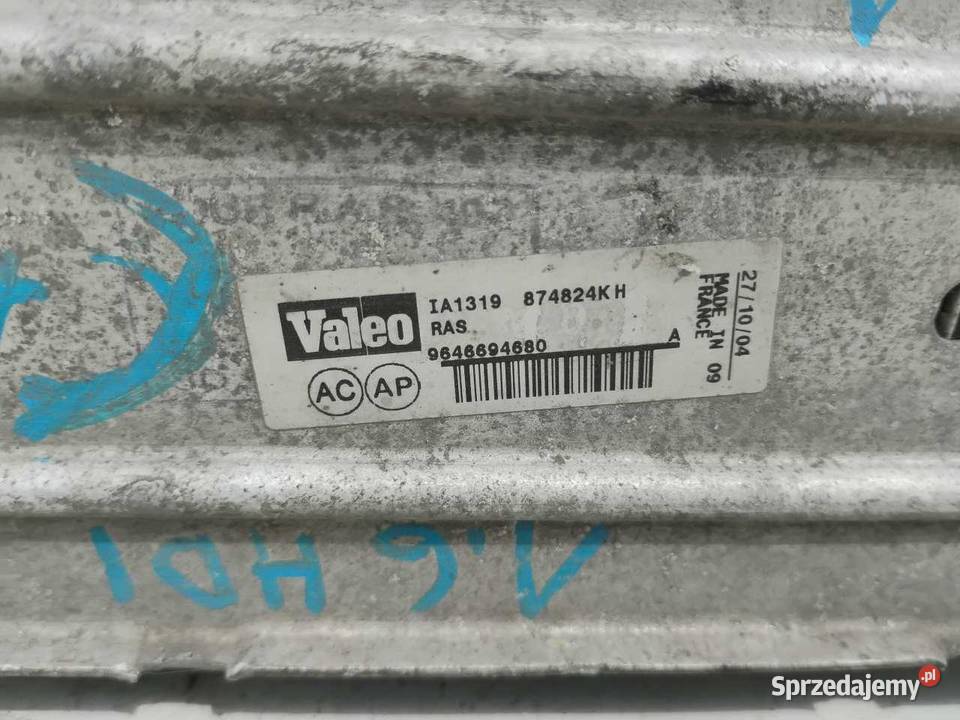 Valeo
IA1319 874824KH
RAS
9646694680 A
AC AP
27/10/04
MADE IN 09
FRANCE
1.6 HDI
Sprzedajemy.pl